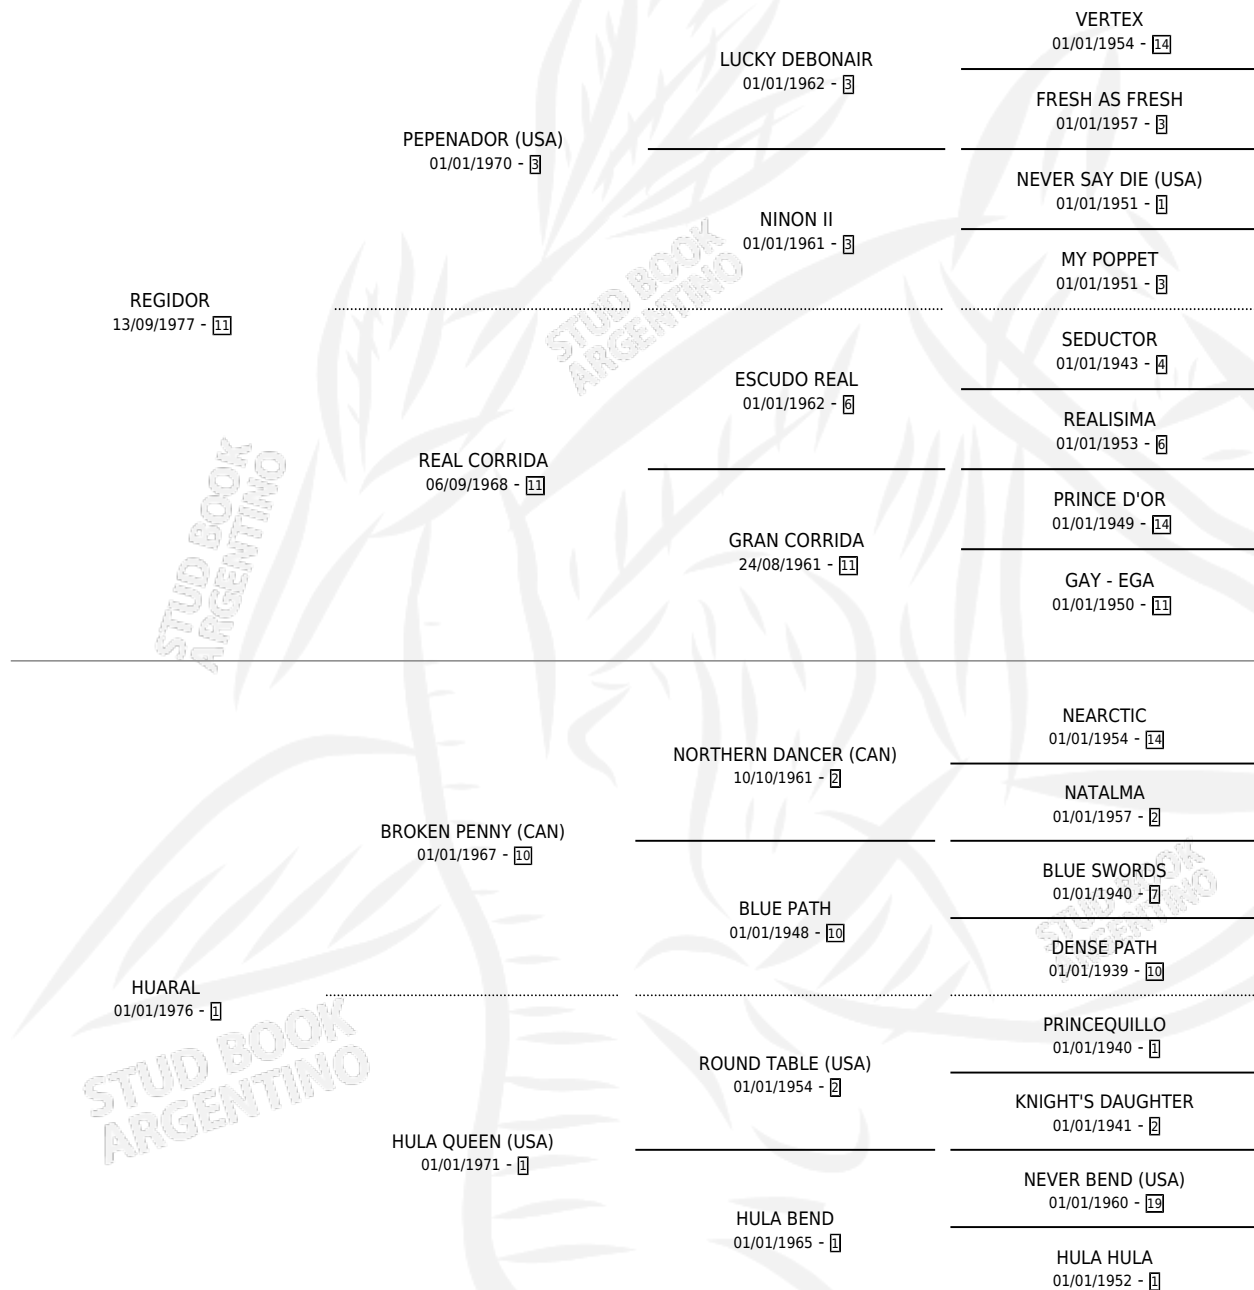 VERTEX
01/01/1954 - 14
LUCKY DEBONAIR
01/01/1962 - 3
FRESH AS FRESH
01/01/1957 - 3
PEPENADOR (USA)
01/01/1970 - 3
NEVER SAY DIE (USA)
01/01/1951 - 1
NINON II
01/01/1961 - 3
MY POPPET
01/01/1951 - 3
REGIDOR
13/09/1977 - 11
SEDUCTOR
01/01/1943 - 4
ESCUDO REAL
01/01/1962 - 6
REALISIMA
01/01/1953 - 6
REAL CORRIDA
06/09/1968 - 11
PRINCE D'OR
01/01/1949 - 14
GRAN CORRIDA
24/08/1961 - 11
GAY - EGA
01/01/1950 - 11
NEARCTIC
01/01/1954 - 14
NORTHERN DANCER (CAN)
10/10/1961 - 2
NATALMA
01/01/1957 - 2
BROKEN PENNY (CAN)
01/01/1967 - 10
BLUE SWORDS
01/01/1940 - 7
BLUE PATH
01/01/1948 - 10
DENSE PATH
01/01/1939 - 10
HUARAL
01/01/1976 - 1
PRINCEQUILLO
01/01/1940 - 1
ROUND TABLE (USA)
01/01/1954 - 2
KNIGHT'S DAUGHTER
01/01/1941 - 2
HULA QUEEN (USA)
01/01/1971 - 1
NEVER BEND (USA)
01/01/1960 - 19
HULA BEND
01/01/1965 - 1
HULA HULA
01/01/1952 - 1
STUD BOOK
ARGENTINO
STUD BOOK
ARGENTINO
STUD BOOK
ARGENTINO
STUD BOOK
ARGENTINO